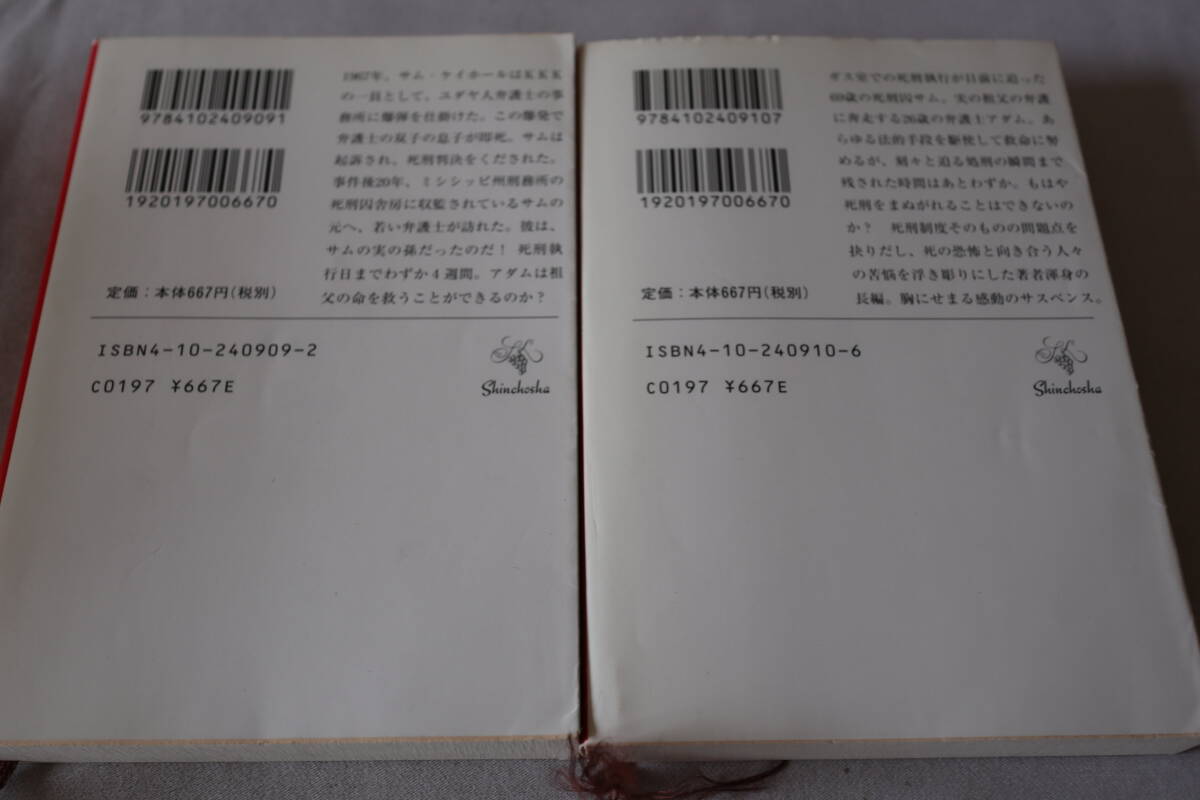 9784102409091
1920197006670
定価：本体667円(税別)
1967年、サム・ケイホールはKKK
の一員として、ユダヤ人弁護士の事
務所に爆弾を仕掛けた。この爆発で
弁護士の双子の息子が即死。サムは
起訴され、死刑判決をくだされた。
事件後20年、ミシシッピ州刑務所の
死刑囚舎房に収監されているサムの
元へ、若い弁護士が訪れた。彼は、
サムの実の孫だったのだ！ 死刑執
行日までわずか4週間。アダムは祖
父の命を救うことができるのか？
ISBN4-10-240909-2
C0197 ¥667E
Shinchosha
9784102409107
1920197006670
定価：本体667円(税別)
ガス室での死刑執行が目前に迫った
69歳の死刑囚サム。実の祖父の弁護
に奔走する26歳の弁護士アダム。あ
らゆる法的手段を駆使して救命に努
めるが、刻々と迫る処刑の瞬間まで
残された時間はあとわずか。もはや
死刑をまぬがれることはできないの
か？ 死刑制度そのものの問題点を
抉りだし、死の恐怖と向き合う人々
の苦悩を浮き彫りにした著者渾身の
長編。胸にせまる感動のサスペンス。
ISBN4-10-240910-6
C0197 ¥667E
Shinchosha